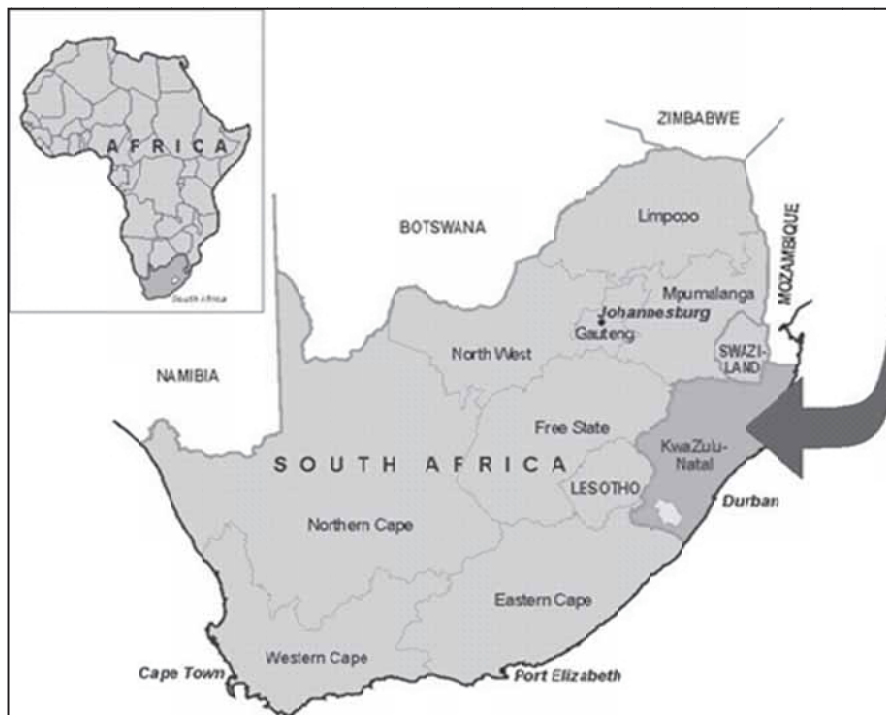 AFRICA
South Africa
ZIMBABWE
Limpopo
BOTSWANA
MOZAMBIQUE
Mpumalanga
Johannesburg
Gauteng
North West
SWAZI-
LAND
NAMIBIA
Free State
KwaZulu-
Natal
SOUTH AFRICA
LESOTHO
Durban
Northern Cape
Eastern Cape
Western Cape
Cape Town
Port Elizabeth